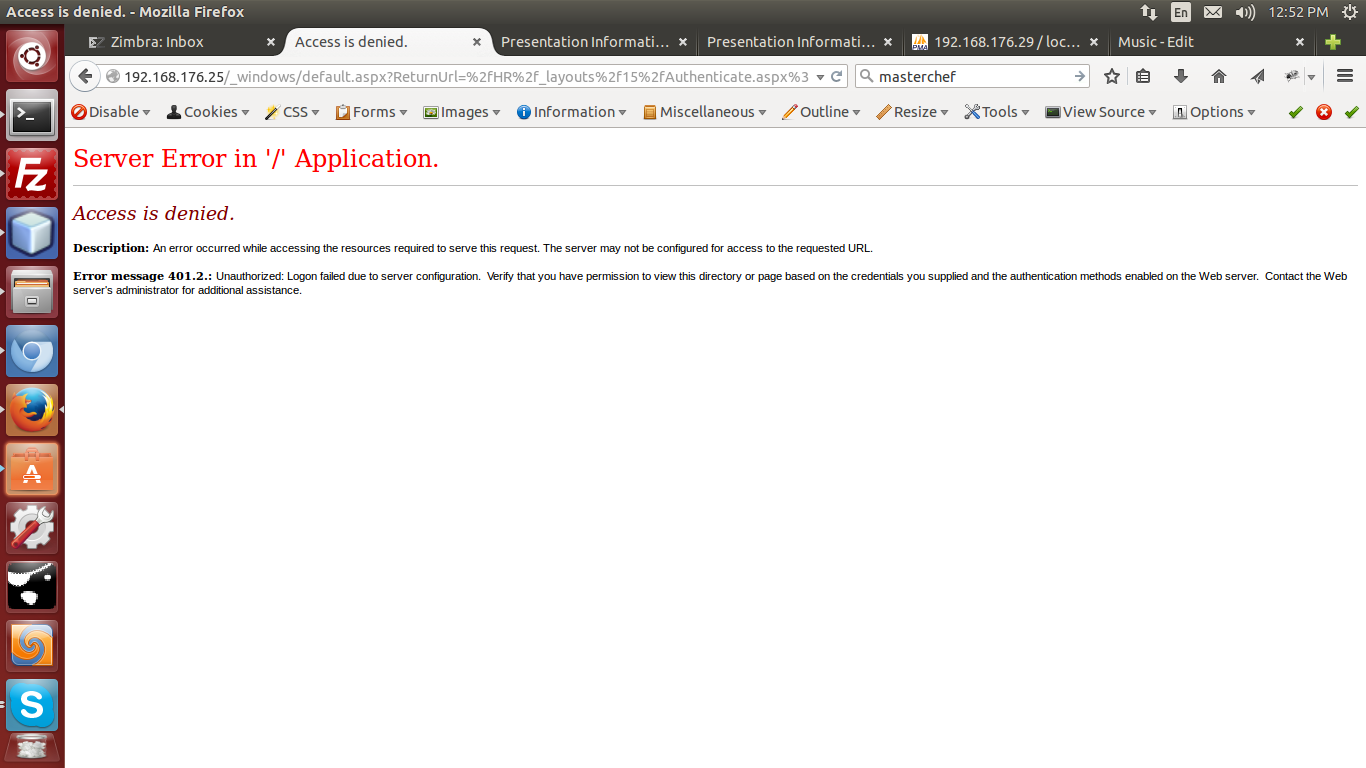 Access is denied. - Mozilla Firefox
En
12:52 PM
Zimbra: Inbox
Access is denied.
Presentation Informati...
Presentation Informati...
PMA
192.168.176.29 / loc...
Music - Edit
192.168.176.25/_windows/default.aspx?ReturnUrl=%2fHR%2f_layouts%2f15%2fAuthenticate.aspx%3
masterchef
Disable
Cookies
CSS
Forms
Images
Information
Miscellaneous
Outline
Resize
Tools
View Source
Options
Server Error in '/' Application.
Access is denied.
Description: An error occurred while accessing the resources required to serve this request. The server may not be configured for access to the requested URL.
Error message 401.2.: Unauthorized: Logon failed due to server configuration.  Verify that you have permission to view this directory or page based on the credentials you supplied and the authentication methods enabled on the Web server.  Contact the Web
server's administrator for additional assistance.
>_
Fz
A
S